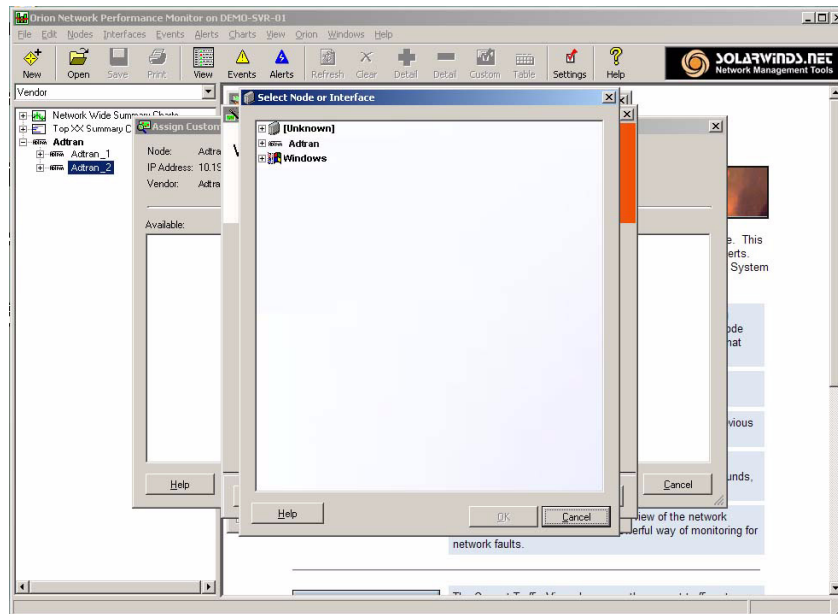 Orion Network Performance Monitor on DEMO-SVR-01
File Edit Nodes Interfaces Events Alerts Charts View Orion Windows Help
New Open Save Print View Events Alerts Refresh Clear Detail Detail Custom Table Settings Help
SOLARWINDS.NET
Network Management Tools
Vendor
Network Wide Summary Charts
Top XX Summary C
Adtran
Adtran_1
Adtran_2
Assign Custom
Node: Adtra
IP Address: 10.19
Vendor: Adtra
Available:
Help
Cancel
Select Node or Interface
[Unknown]
Adtran
Windows
Help
OK
Cancel
e. This
erts.
System
ode
hat
vious
unds,
view of the network
erful way of monitoring for
network faults.